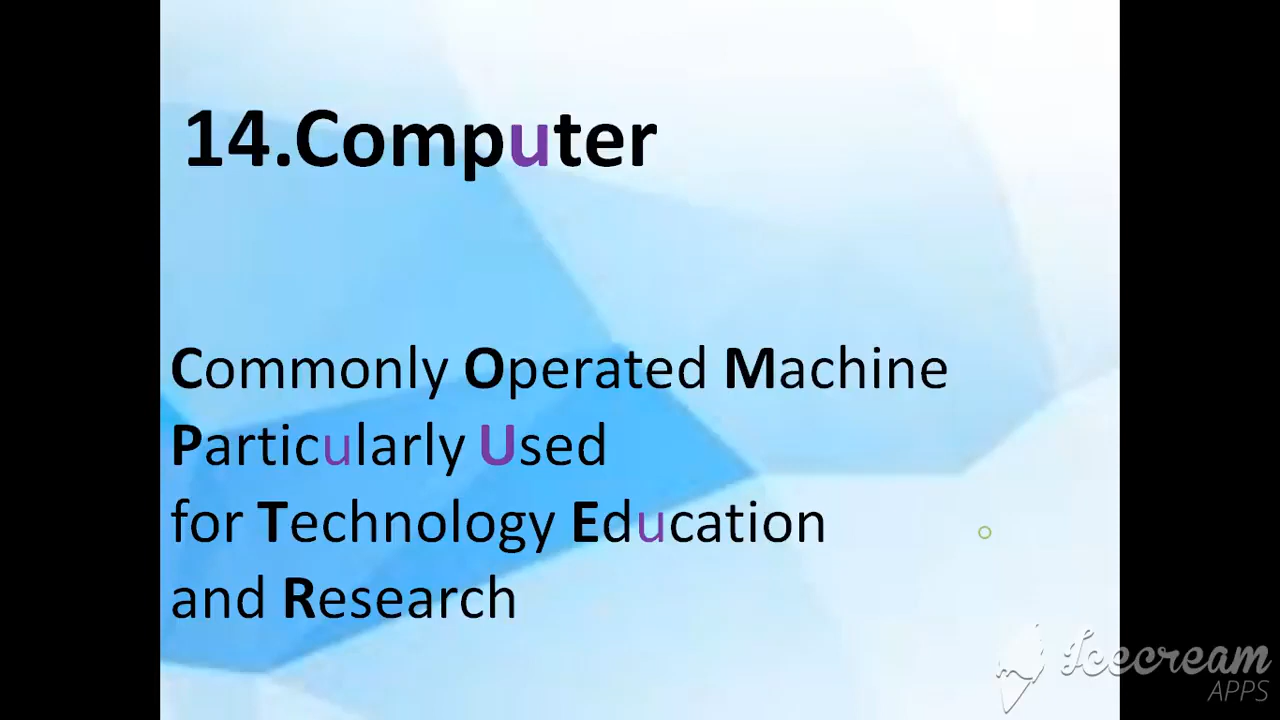 14.Computer
Commonly Operated Machine
Particularly Used
for Technology Education
and Research
Icecream
APPS